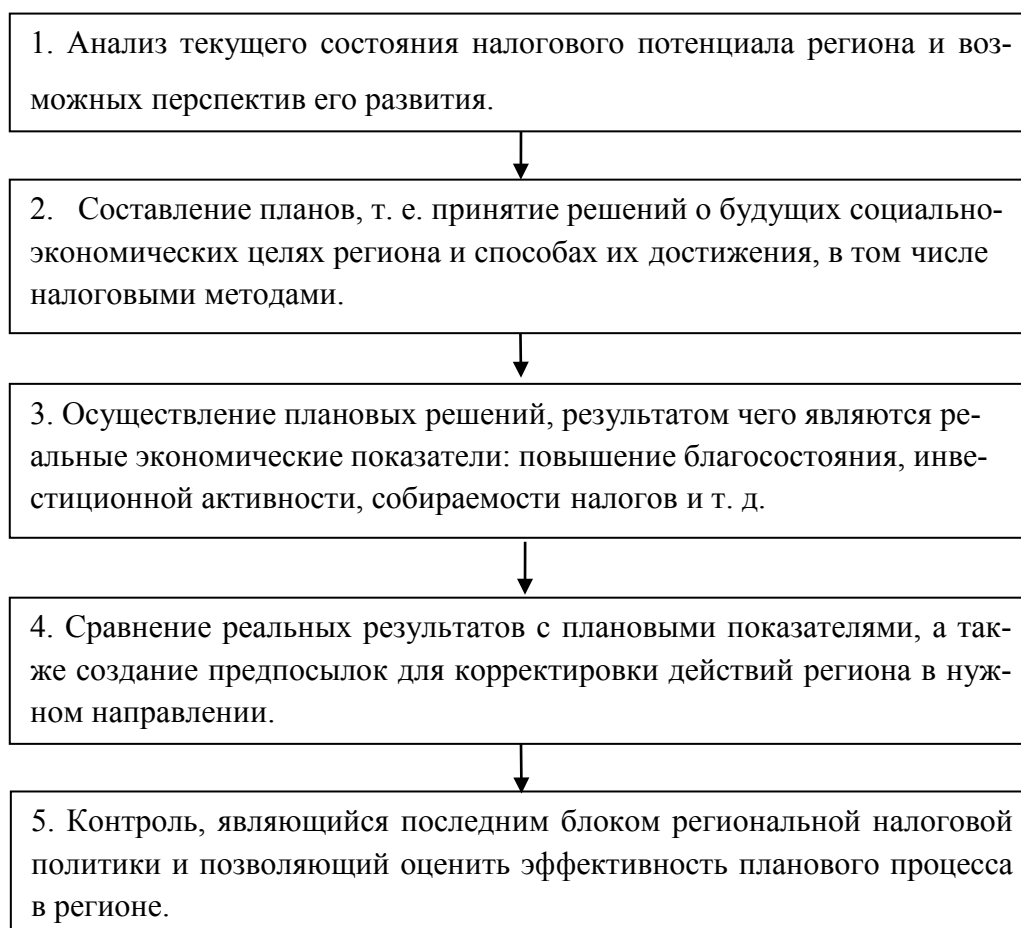 1. Анализ текущего состояния налогового потенциала региона и воз-
можных перспектив его развития.
2. Составление планов, т. е. принятие решений о будущих социально-
экономических целях региона и способах их достижения, в том числе
налоговыми методами.
3. Осуществление плановых решений, результатом чего являются ре-
альные экономические показатели: повышение благосостояния, инве-
стиционной активности, собираемости налогов и т. д.
4. Сравнение реальных результатов с плановыми показателями, а так-
же создание предпосылок для корректировки действий региона в нуж-
ном направлении.
5. Контроль, являющийся последним блоком региональной налоговой
политики и позволяющий оценить эффективность планового процесса
в регионе.